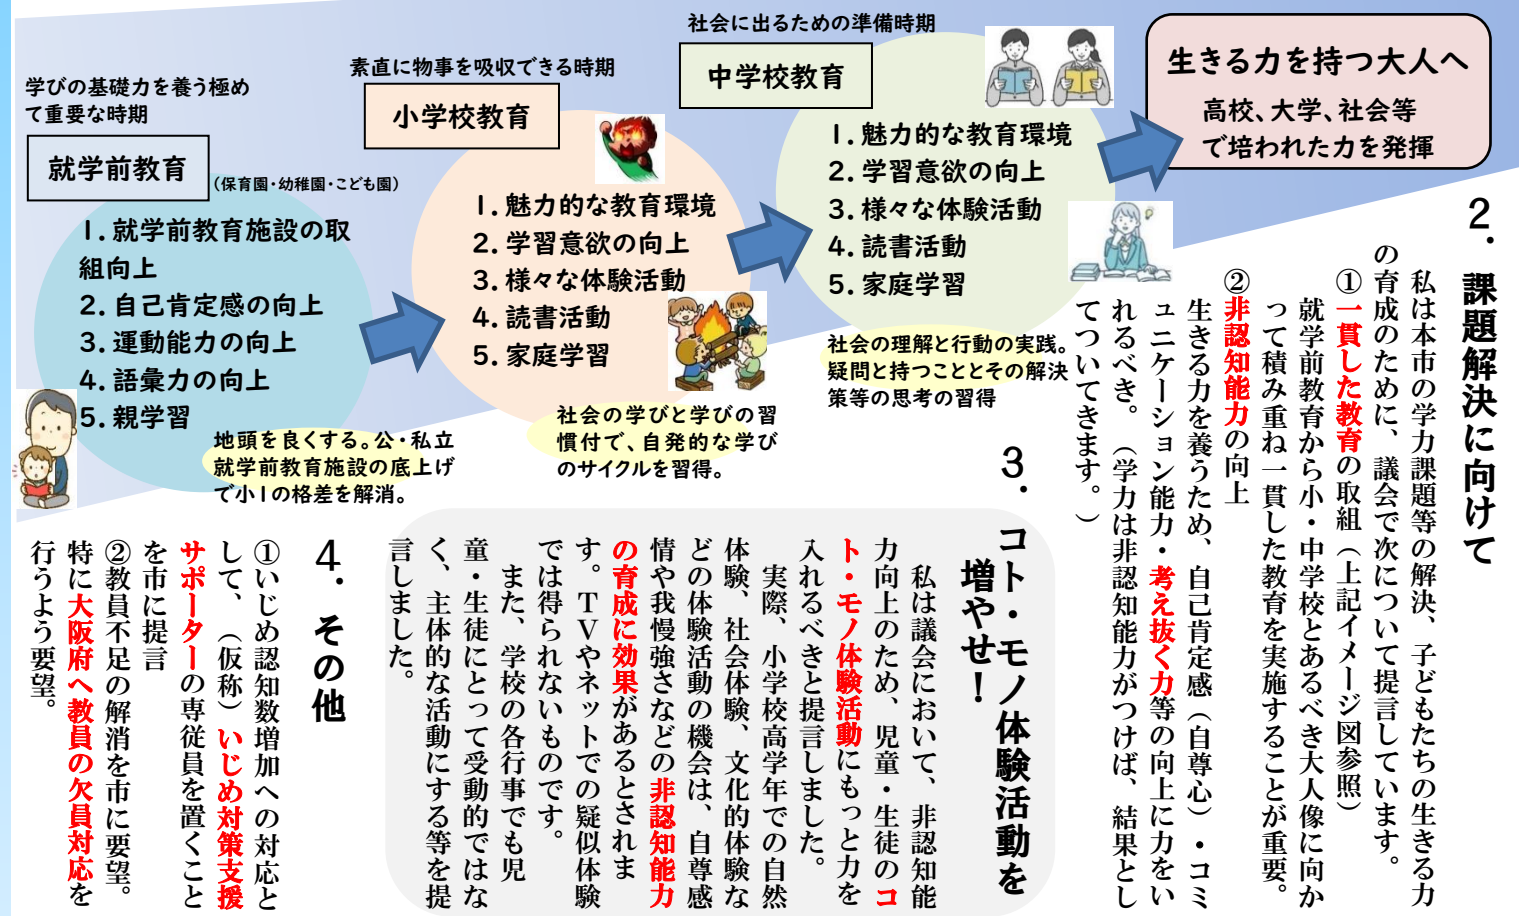 学びの基礎力を養う極め
て重要な時期
就学前教育
(保育園・幼稚園・こども園)
1. 就学前教育施設の取
組向上
2. 自己肯定感の向上
3. 運動能力の向上
4. 語彙力の向上
5. 親学習
地頭を良くする。公・私立
就学前教育施設の底上げ
で小1の格差を解消。
素直に物事を吸収できる時期
小学校教育
1. 魅力的な教育環境
2. 学習意欲の向上
3. 様々な体験活動
4. 読書活動
5. 家庭学習
社会の学びと学びの習
慣付で、自発的な学び
のサイクルを習得。
社会に出るための準備時期
中学校教育
1. 魅力的な教育環境
2. 学習意欲の向上
3. 様々な体験活動
4. 読書活動
5. 家庭学習
社会の理解と行動の実践。
疑問と持つこととその解決
策等の思考の習得
生きる力を持つ大人へ
高校、大学、社会等
で培われた力を発揮
2. 課題解決に向けて
私は本市の学力課題等の解決、子どもたちの生きる力
の育成のために、議会で次について提言しています。
①一貫した教育の取組(上記イメージ図参照)
就学前教育から小・中学校とあるべき大人像に向か
って積み重ね一貫した教育を実施することが重要。
②非認知能力の向上
生きる力を養うため、自己肯定感(自尊心)・コミ
ュニケーション能力・考え抜く力等の向上に力をい
れるべき。(学力は非認知能力がつけば、結果とし
てついてきます。)
3. コト・モノ体験活動を
増やせ!
私は議会において、非認知能
力向上のため、児童・生徒のコ
ト・モノ体験活動にもっと力を
入れるべきと提言しました。
実際、小学校高学年での自然
体験、社会体験、文化的体験な
どの体験活動の機会は、自尊感
情や我慢強さなどの非認知能力
の育成に効果があるとされま
す。TVやネットでの疑似体験
では得られないものです。
また、学校の各行事でも児
童・生徒にとって受動的ではな
く、主体的な活動にする等を提
言しました。
4. その他
①いじめ認知数増加への対応と
して、(仮称)いじめ対策支援
サポーターの専従員を置くこと
を市に提言
②教員不足の解消を市に要望。
特に大阪府へ教員の欠員対応を
行うよう要望。